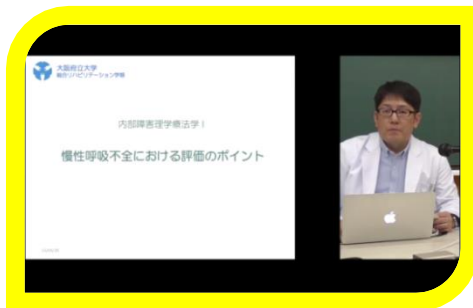 大阪府立大学
総合リハビリテーション学類
内部障害理学療法学 I
慢性呼吸不全における評価のポイント